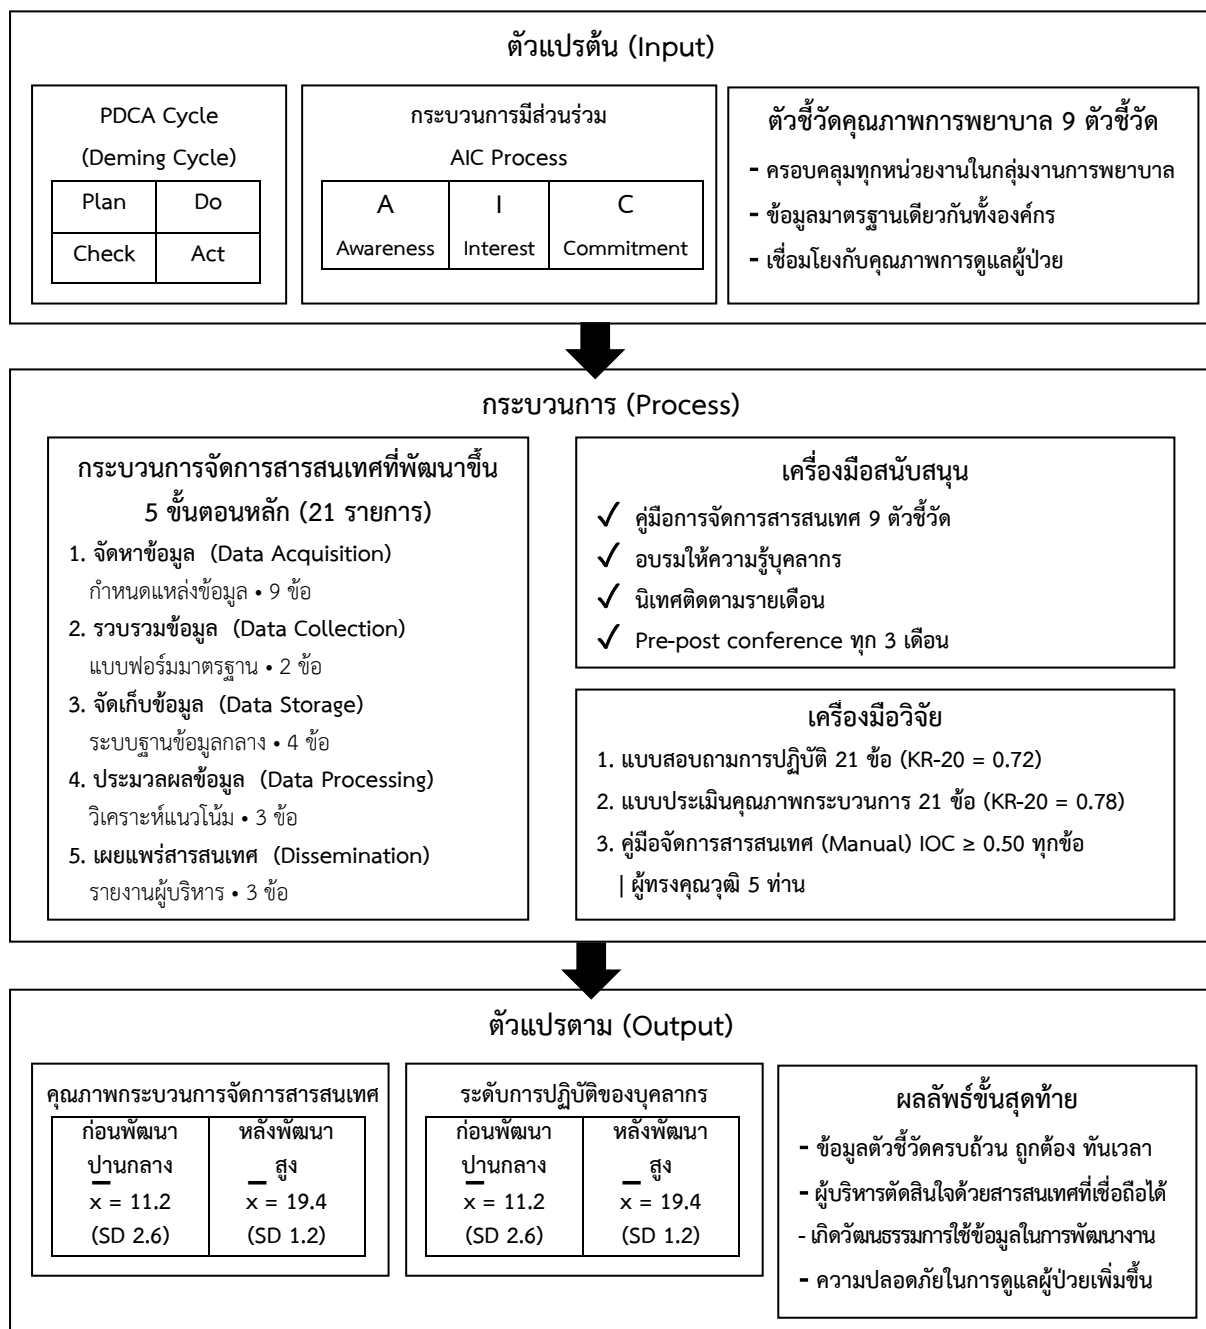 ตัวแปรต้น (Input)
PDCA Cycle
(Deming Cycle)
Plan Do
Check Act
กระบวนการมีส่วนร่วม
AIC Process
A I C
Awareness Interest Commitment
ตัวชี้วัดคุณภาพการพยาบาล 9 ตัวชี้วัด
- ครอบคลุมทุกหน่วยงานในกลุ่มงานการพยาบาล
- ข้อมูลมาตรฐานเดียวกันทั้งองค์กร
- เชื่อมโยงกับคุณภาพการดูแลผู้ป่วย
กระบวนการ (Process)
กระบวนการจัดการสารสนเทศที่พัฒนาขึ้น
5 ขั้นตอนหลัก (21 รายการ)
1. จัดหาข้อมูล (Data Acquisition)
กำหนดแหล่งข้อมูล • 9 ข้อ
2. รวบรวมข้อมูล (Data Collection)
แบบฟอร์มมาตรฐาน • 2 ข้อ
3. จัดเก็บข้อมูล (Data Storage)
ระบบฐานข้อมูลกลาง • 4 ข้อ
4. ประมวลผลข้อมูล (Data Processing)
วิเคราะห์แนวโน้ม • 3 ข้อ
5. เผยแพร่สารสนเทศ (Dissemination)
รายงานผู้บริหาร • 3 ข้อ
เครื่องมือสนับสนุน
✓ คู่มือการจัดการสารสนเทศ 9 ตัวชี้วัด
✓ อบรมให้ความรู้บุคลากร
✓ นิเทศติดตามรายเดือน
✓ Pre-post conference ทุก 3 เดือน
เครื่องมือวิจัย
1. แบบสอบถามการปฏิบัติ 21 ข้อ (KR-20 = 0.72)
2. แบบประเมินคุณภาพกระบวนการ 21 ข้อ (KR-20 = 0.78)
3. คู่มือจัดการสารสนเทศ (Manual) IOC ≥ 0.50 ทุกข้อ
| ผู้ทรงคุณวุฒิ 5 ท่าน
ตัวแปรตาม (Output)
คุณภาพกระบวนการจัดการสารสนเทศ
ก่อนพัฒนา หลังพัฒนา
ปานกลาง สูง
x̄ = 11.2 x̄ = 19.4
(SD 2.6) (SD 1.2)
ระดับการปฏิบัติของบุคลากร
ก่อนพัฒนา หลังพัฒนา
ปานกลาง สูง
x̄ = 11.2 x̄ = 19.4
(SD 2.6) (SD 1.2)
ผลลัพธ์ขั้นสุดท้าย
- ข้อมูลตัวชี้วัดครบถ้วน ถูกต้อง ทันเวลา
- ผู้บริหารตัดสินใจด้วยสารสนเทศที่เชื่อถือได้
- เกิดวัฒนธรรมการใช้ข้อมูลในการพัฒนางาน
- ความปลอดภัยในการดูแลผู้ป่วยเพิ่มขึ้น